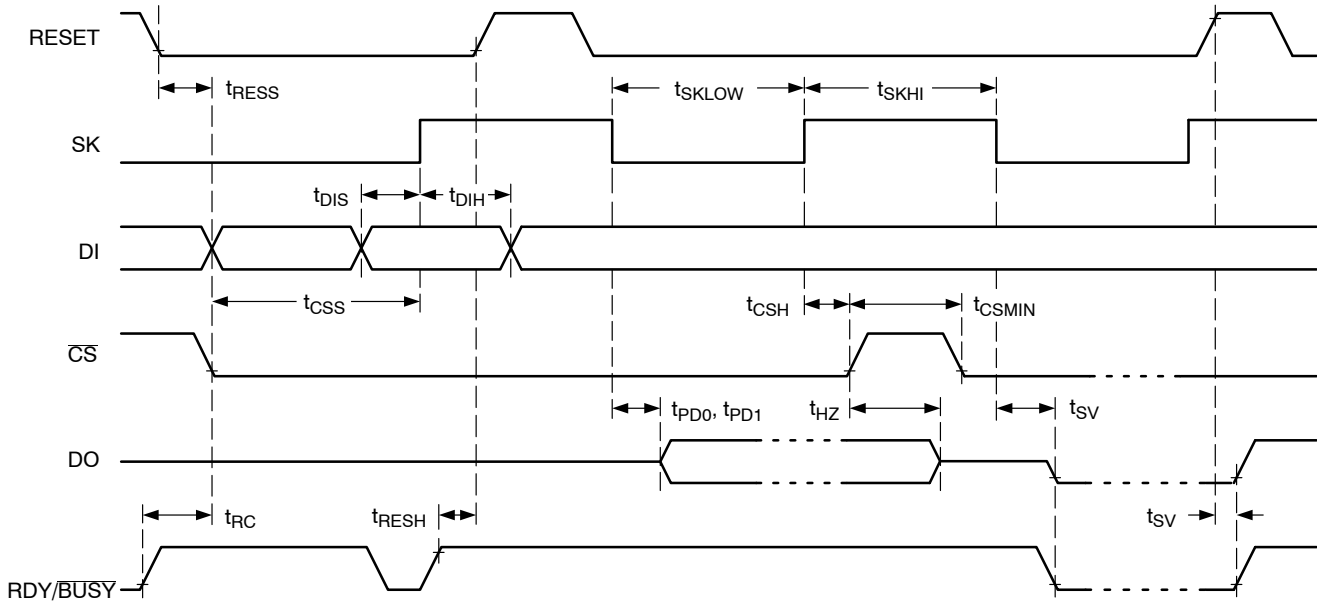 RESET
tRESS
tSKLOW
tSKHI
SK
tDIS
tDIH
DI
tCSS
tCSH
tCSMIN
CS
tPD0, tPD1
tHZ
tSV
DO
tRC
tRESH
tSV
RDY/BUSY